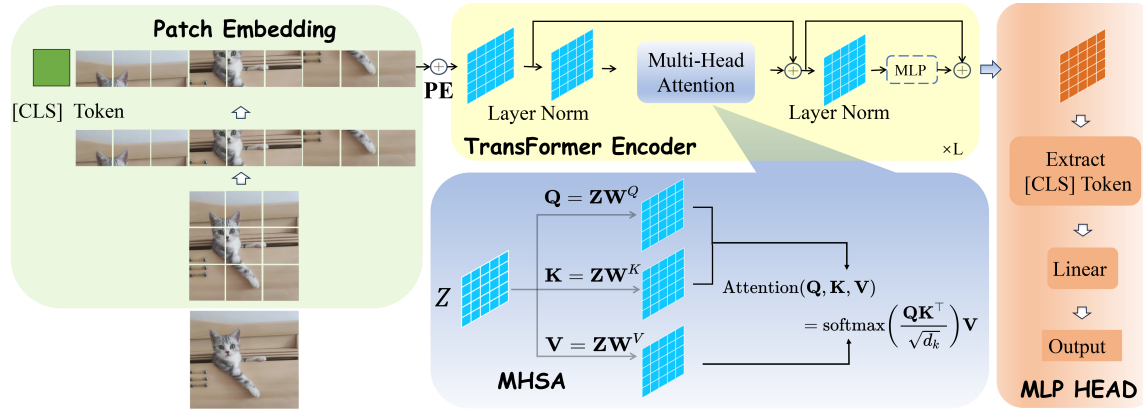 Patch Embedding
[CLS] Token
PE
Layer Norm
Multi-Head
Attention
Layer Norm
MLP
TransFormer Encoder
×L
Z
Q = ZW^Q
K = ZW^K
V = ZW^V
MHSA
Attention(Q, K, V)
= softmax(QK^⊤ / √d_k) V
Extract
[CLS] Token
Linear
Output
MLP HEAD